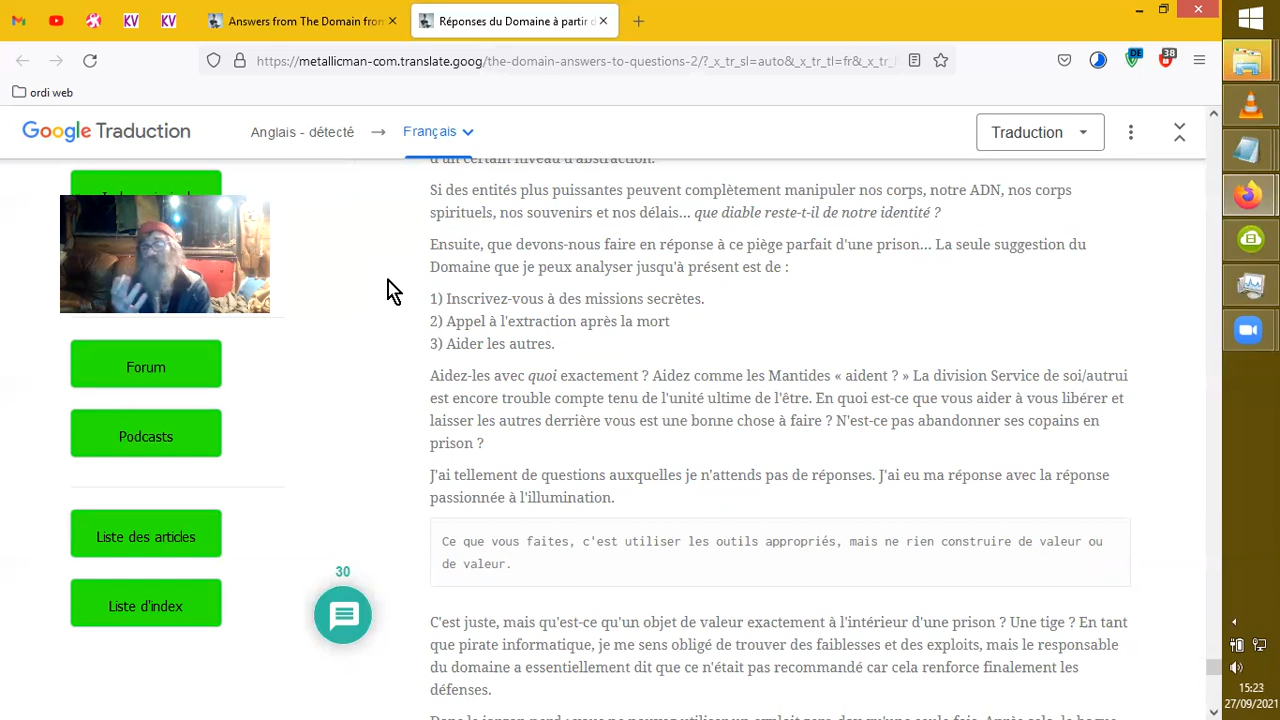 Answers from The Domain fron
Réponses du Domaine à partir d
https://metallicman-com.translate.goog/the-domain-answers-to-questions-2/?_x_tr_sl=auto&_x_tr_tl=fr&_x_tr_l
DE
38
ordi web
Google Traduction
Anglais - détecté
Français
Traduction
d'un certain niveau d'abstraction.
Si des entités plus puissantes peuvent complètement manipuler nos corps, notre ADN, nos corps
spirituels, nos souvenirs et nos délais... que diable reste-t-il de notre identité ?
Ensuite, que devons-nous faire en réponse à ce piège parfait d'une prison... La seule suggestion du
Domaine que je peux analyser jusqu'à présent est de :
1) Inscrivez-vous à des missions secrètes.
2) Appel à l'extraction après la mort
3) Aider les autres.
Aidez-les avec quoi exactement ? Aidez comme les Mantides « aident ? » La division Service de soi/autrui
est encore trouble compte tenu de l'unité ultime de l'être. En quoi est-ce que vous aider à vous libérer et
laisser les autres derrière vous est une bonne chose à faire ? N'est-ce pas abandonner ses copains en
prison ?
J'ai tellement de questions auxquelles je n'attends pas de réponses. J'ai eu ma réponse avec la réponse
passionnée à l'illumination.
Ce que vous faites, c'est utiliser les outils appropriés, mais ne rien construire de valeur ou
de valeur.
C'est juste, mais qu'est-ce qu'un objet de valeur exactement à l'intérieur d'une prison ? Une tige ? En tant
que pirate informatique, je me sens obligé de trouver des faiblesses et des exploits, mais le responsable
du domaine a essentiellement dit que ce n'était pas recommandé car cela renforce finalement les
défenses.
Forum
Podcasts
Liste des articles
Liste d'index
30
15:23
27/09/2021